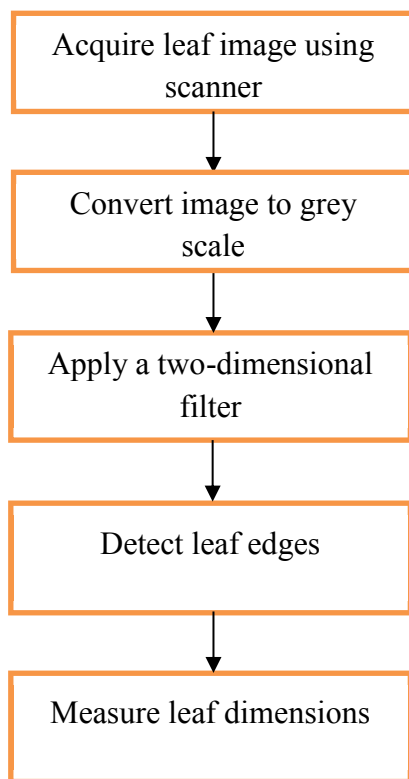 Acquire leaf image using
scanner
Convert image to grey
scale
Apply a two-dimensional
filter
Detect leaf edges
Measure leaf dimensions